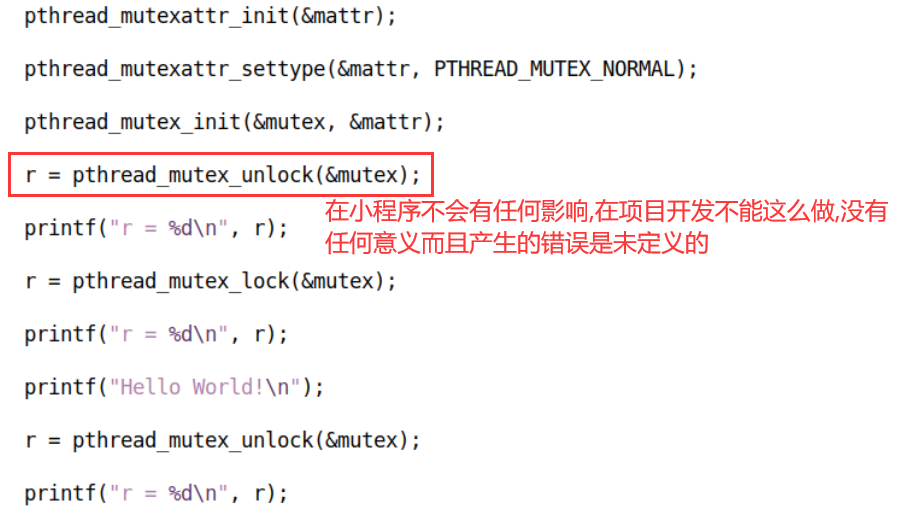 pthread_mutexattr_init(&mattr);
pthread_mutexattr_settype(&mattr, PTHREAD_MUTEX_NORMAL);
pthread_mutex_init(&mutex, &mattr);
r = pthread_mutex_unlock(&mutex);
在小程序不会有任何影响,在项目开发不能这么做,没有
printf("r = %d\n", r);
任何意义而且产生的错误是未定义的
r = pthread_mutex_lock(&mutex);
printf("r = %d\n", r);
printf("Hello World!\n");
r = pthread_mutex_unlock(&mutex);
printf("r = %d\n", r);